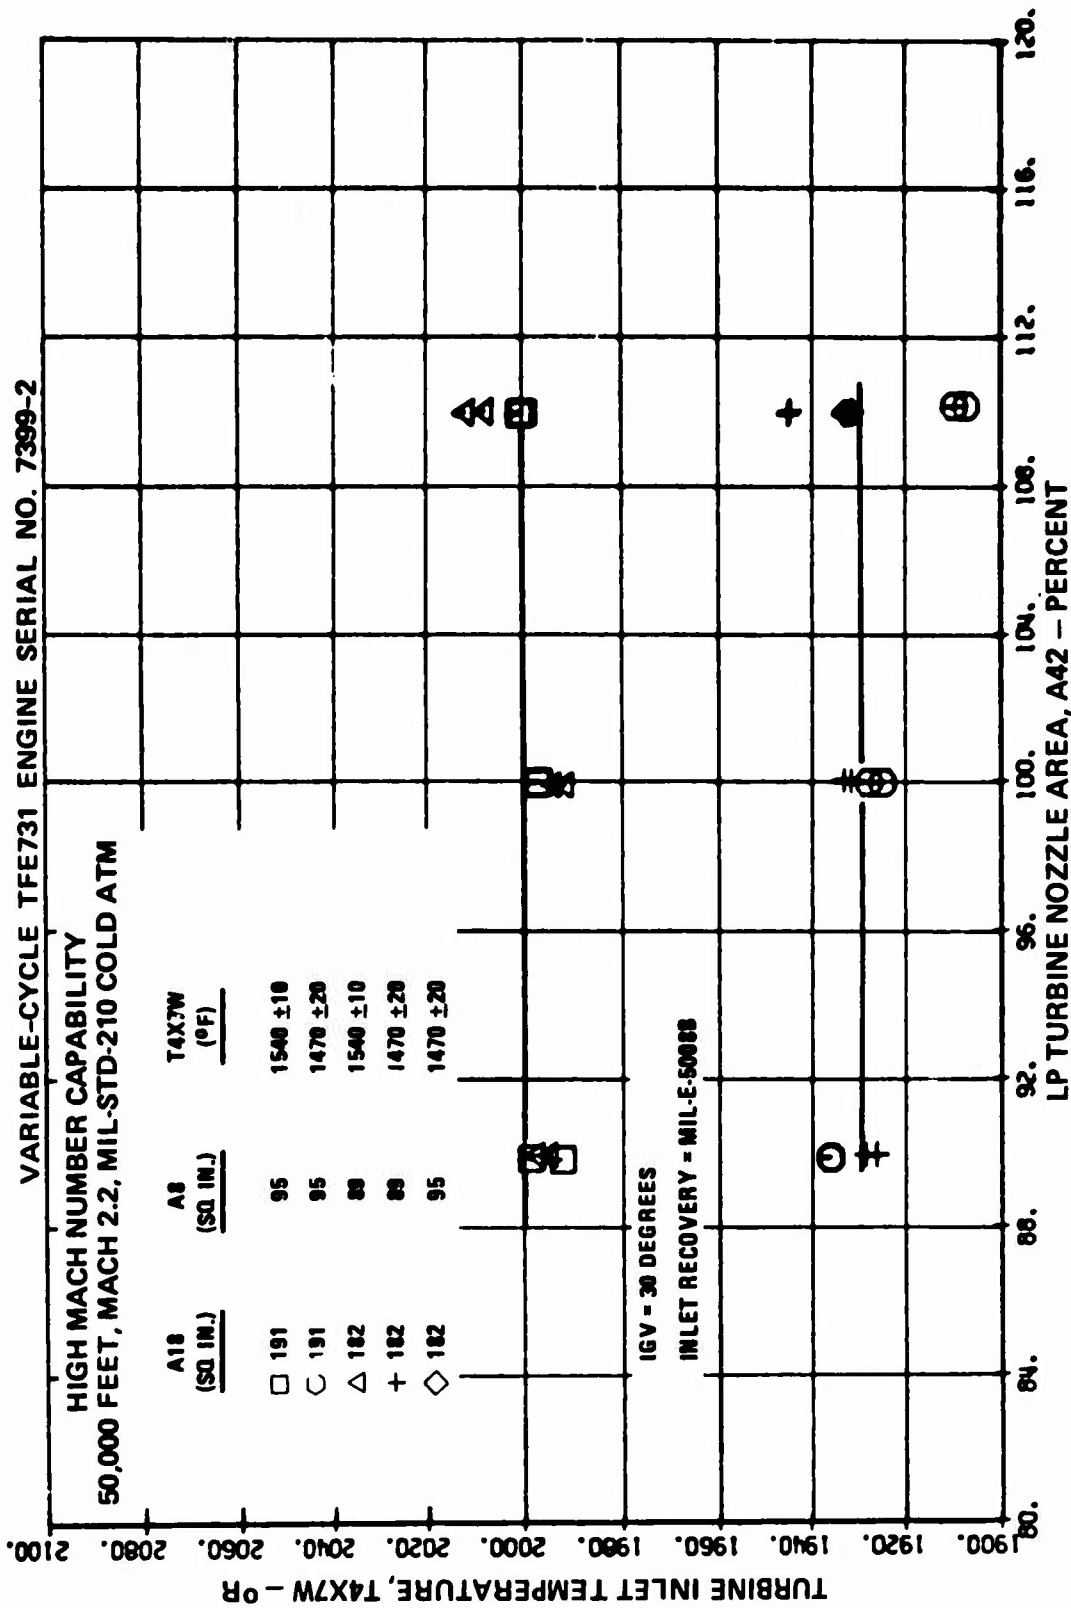 VARIABLE-CYCLE TFE731 ENGINE SERIAL NO. 7399-2
HIGH MACH NUMBER CAPABILITY
50,000 FEET, MACH 2.2, MIL-STD-210 COLD ATM
A18 A8 T4X7W
(SQ. IN.) (SQ. IN.) (°F)
□ 191 95 1540 ±10
○ 191 95 1470 ±20
△ 182 89 1540 ±10
+ 182 89 1470 ±20
◇ 182 95 1470 ±20
IGV = 30 DEGREES
INLET RECOVERY = MIL-E-5008B
TURBINE INLET TEMPERATURE, T4X7W – °R
2100.
2080.
2060.
2040.
2020.
2000.
1980.
1960.
1940.
1920.
1900.
80. 84. 88. 92. 96. 100. 104. 108. 112. 116. 120.
LP TURBINE NOZZLE AREA, A42 – PERCENT